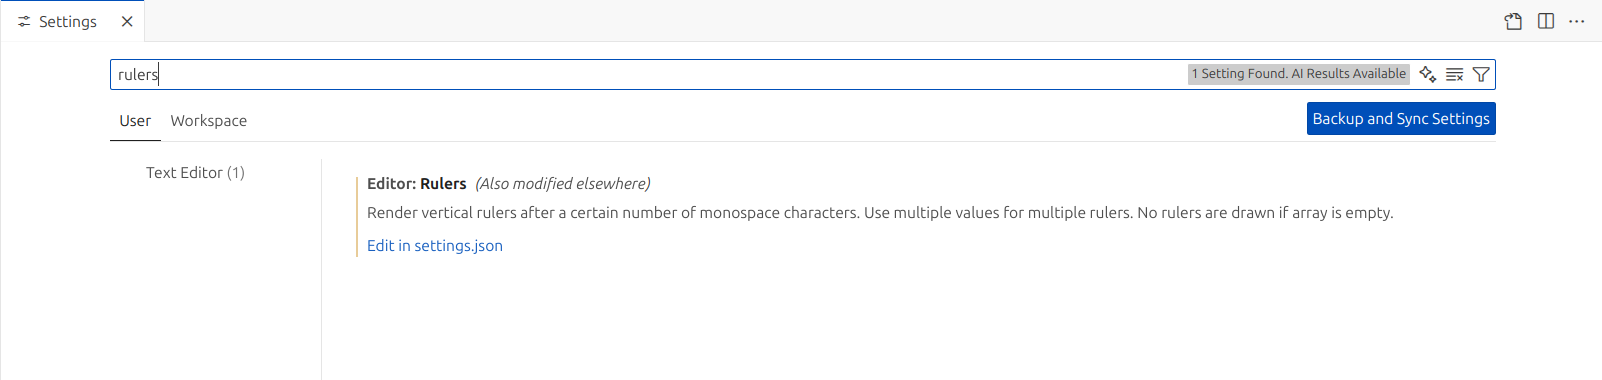 Settings
rulers
1 Setting Found. AI Results Available
User
Workspace
Backup and Sync Settings
Text Editor (1)
Editor: Rulers (Also modified elsewhere)
Render vertical rulers after a certain number of monospace characters. Use multiple values for multiple rulers. No rulers are drawn if array is empty.
Edit in settings.json